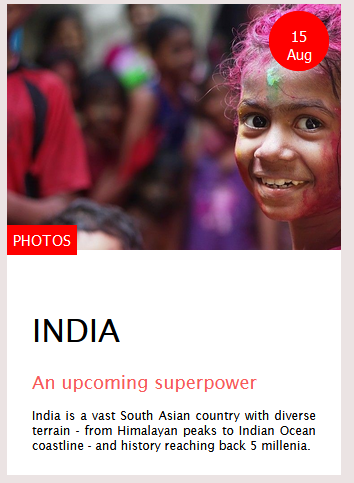 15
Aug
PHOTOS
INDIA
An upcoming superpower
India is a vast South Asian country with diverse
terrain - from Himalayan peaks to Indian Ocean
coastline - and history reaching back 5 millenia.